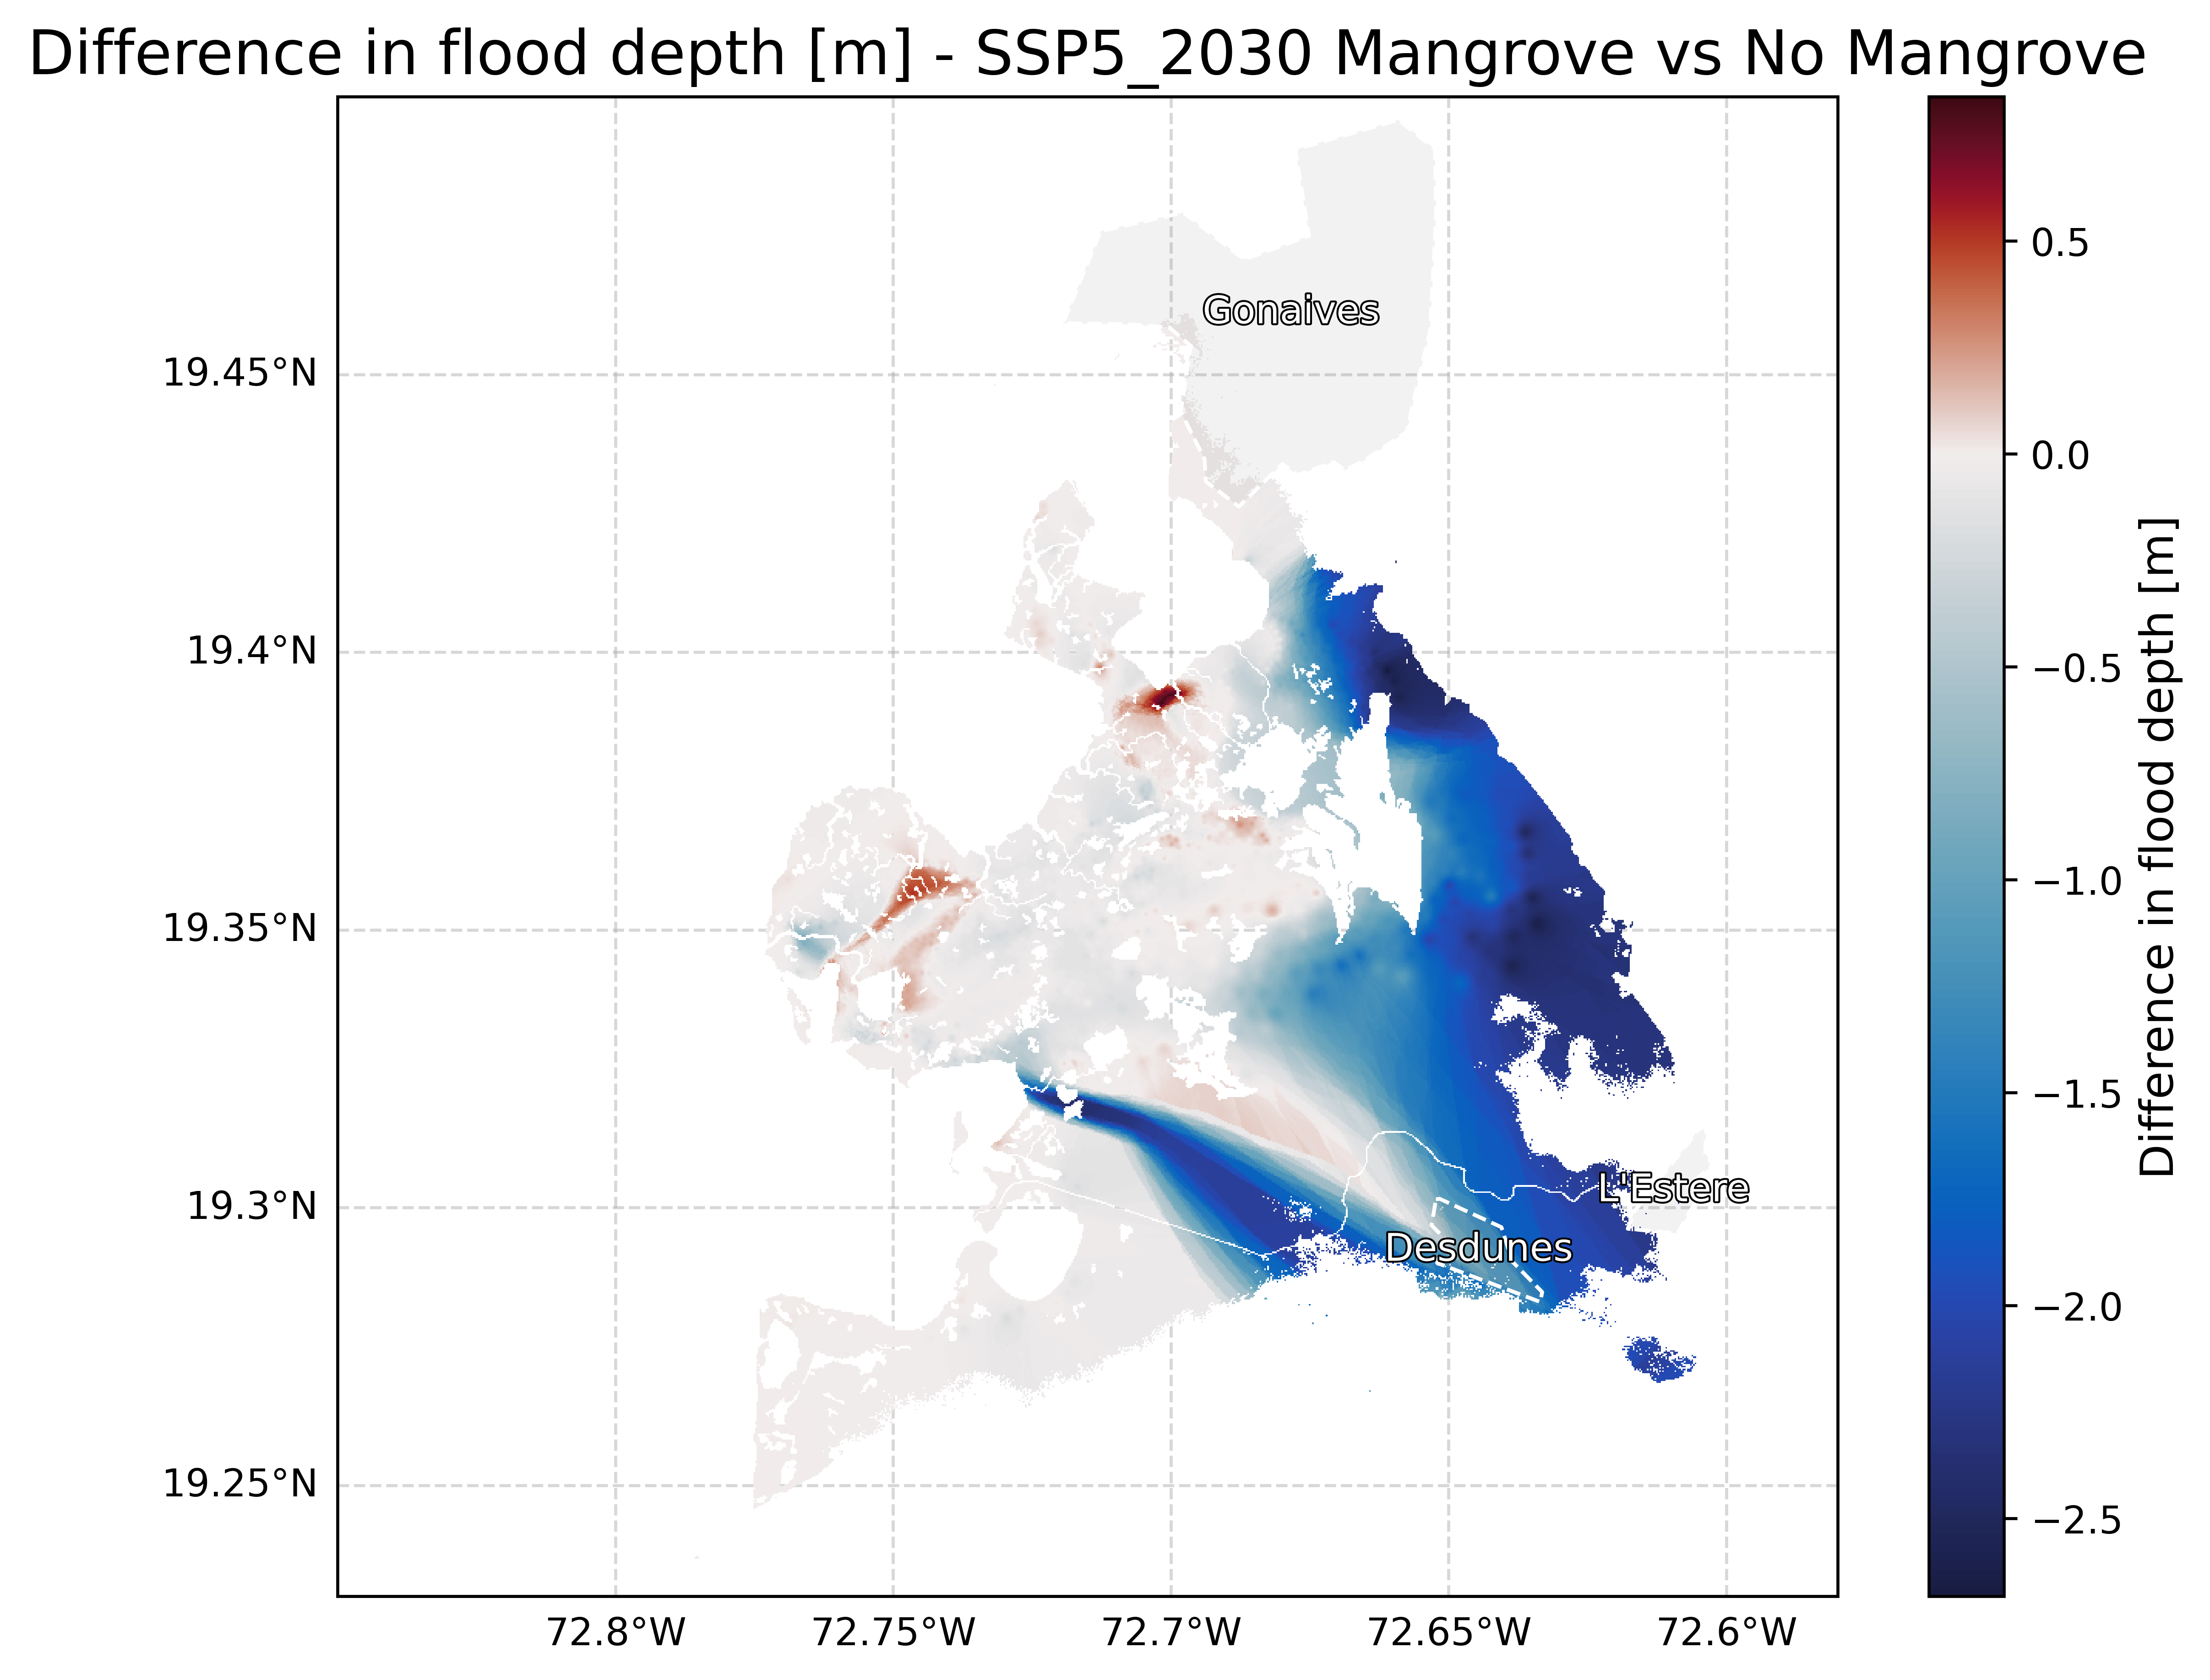 Difference in flood depth [m] - SSP5_2030 Mangrove vs No Mangrove
Gonaives
L'Estere
Desdunes
19.45°N
19.4°N
19.35°N
19.3°N
19.25°N
72.8°W
72.75°W
72.7°W
72.65°W
72.6°W
0.5
0.0
−0.5
−1.0
−1.5
−2.0
−2.5
Difference in flood depth [m]